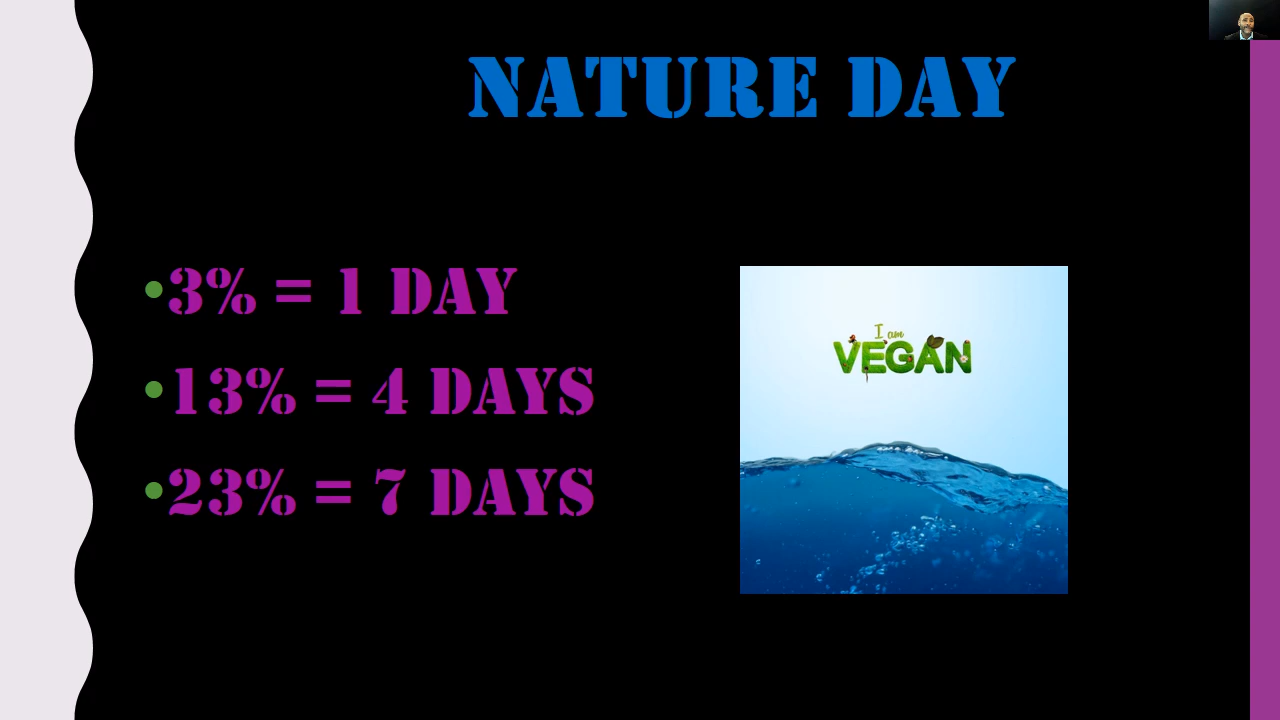 NATURE DAY
•3% = 1 DAY
•13% = 4 DAYS
•23% = 7 DAYS
I am
VEGAN